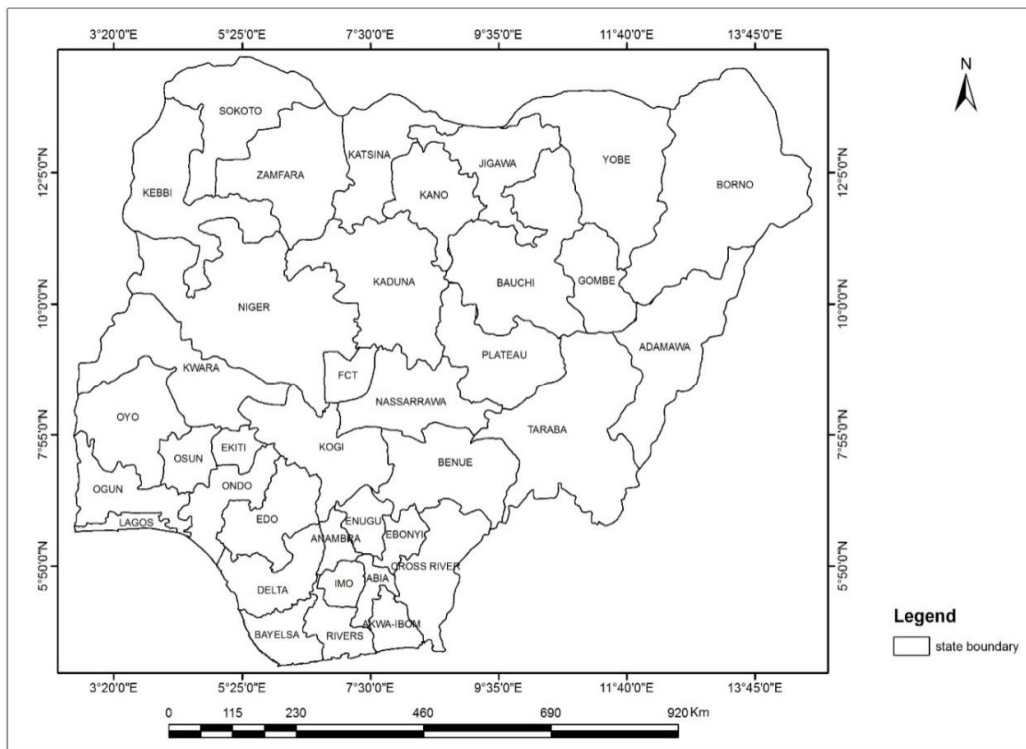 3°20'0"E 5°25'0"E 7°30'0"E 9°35'0"E 11°40'0"E 13°45'0"E
N
SOKOTO
KATSINA
JIGAWA
YOBE
12°5'0"N
12°5'0"N
ZAMFARA
KEBBI
KANO
BORNO
KADUNA
BAUCHI
GOMBE
10°0'0"N
10°0'0"N
NIGER
ADAMAWA
PLATEAU
KWARA
FCT
NASSARRAWA
OYO
TARABA
7°55'0"N
7°55'0"N
OSUN
EKITI
KOGI
BENUE
OGUN
ONDO
LAGOS
EDO
ENUGU
ANAMBRA
EBONYI
5°50'0"N
5°50'0"N
CROSS RIVER
DELTA
IMO
ABIA
BAYELSA
RIVERS
AKWA-IBOM
Legend
state boundary
3°20'0"E 5°25'0"E 7°30'0"E 9°35'0"E 11°40'0"E 13°45'0"E
0 115 230 460 690 920 Km